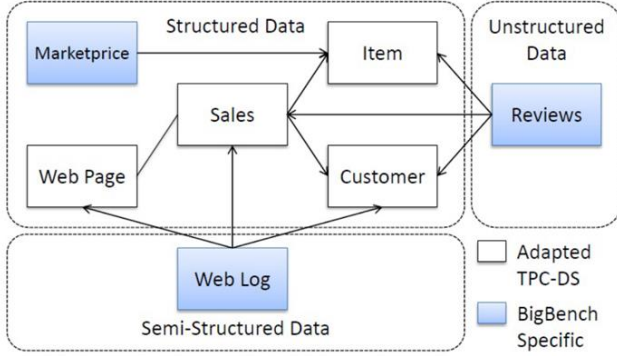 Structured Data
Unstructured
Data
Marketprice
Item
Sales
Reviews
Web Page
Customer
Web Log
Semi-Structured Data
Adapted
TPC-DS
BigBench
Specific